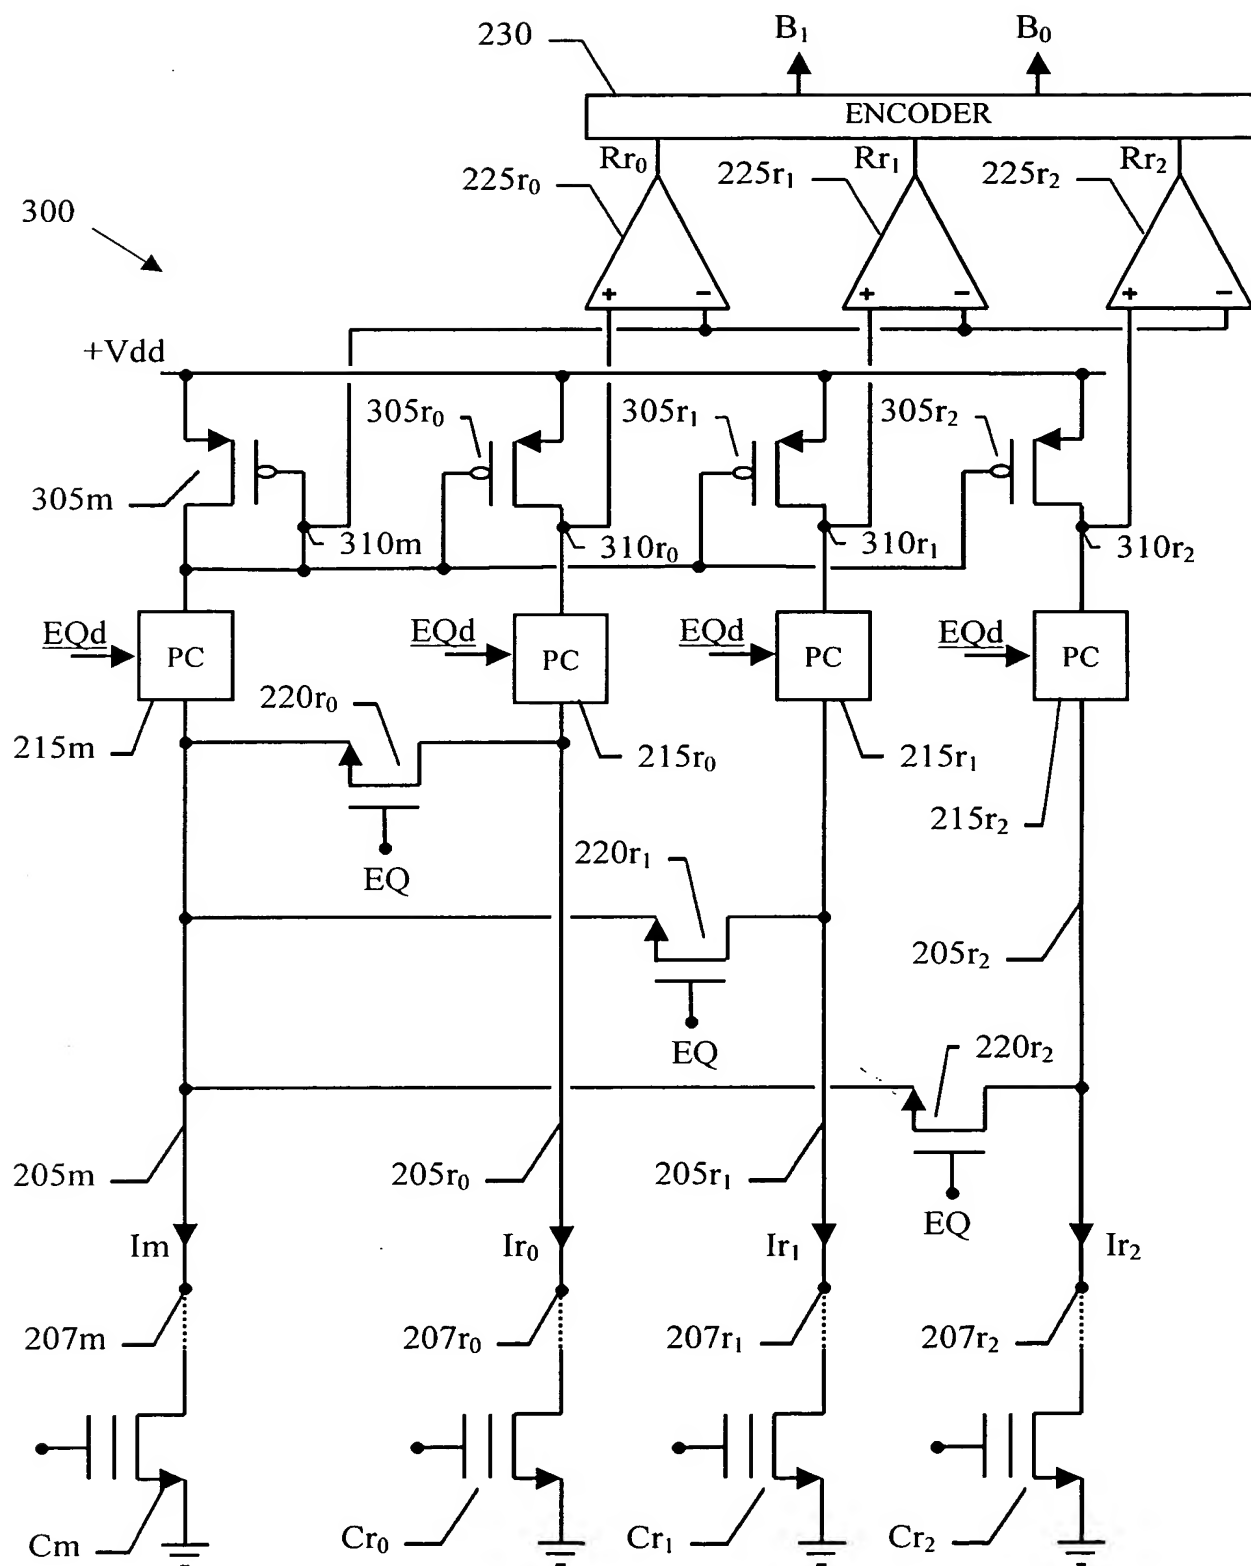 230 B₁ B₀
ENCODER
Rr₀ Rr₁ Rr₂
225r₀ 225r₁ 225r₂
300
+ − + − + −
+Vdd
305r₀ 305r₁ 305r₂
305m
310m 310r₀ 310r₁ 310r₂
EQd EQd EQd EQd
PC PC PC PC
220r₀
215m 215r₀ 215r₁
215r₂
EQ 220r₁
205r₂
EQ 220r₂
205m 205r₀ 205r₁
EQ
Im Ir₀ Ir₁ Ir₂
207m 207r₀ 207r₁ 207r₂
Cm Cr₀ Cr₁ Cr₂